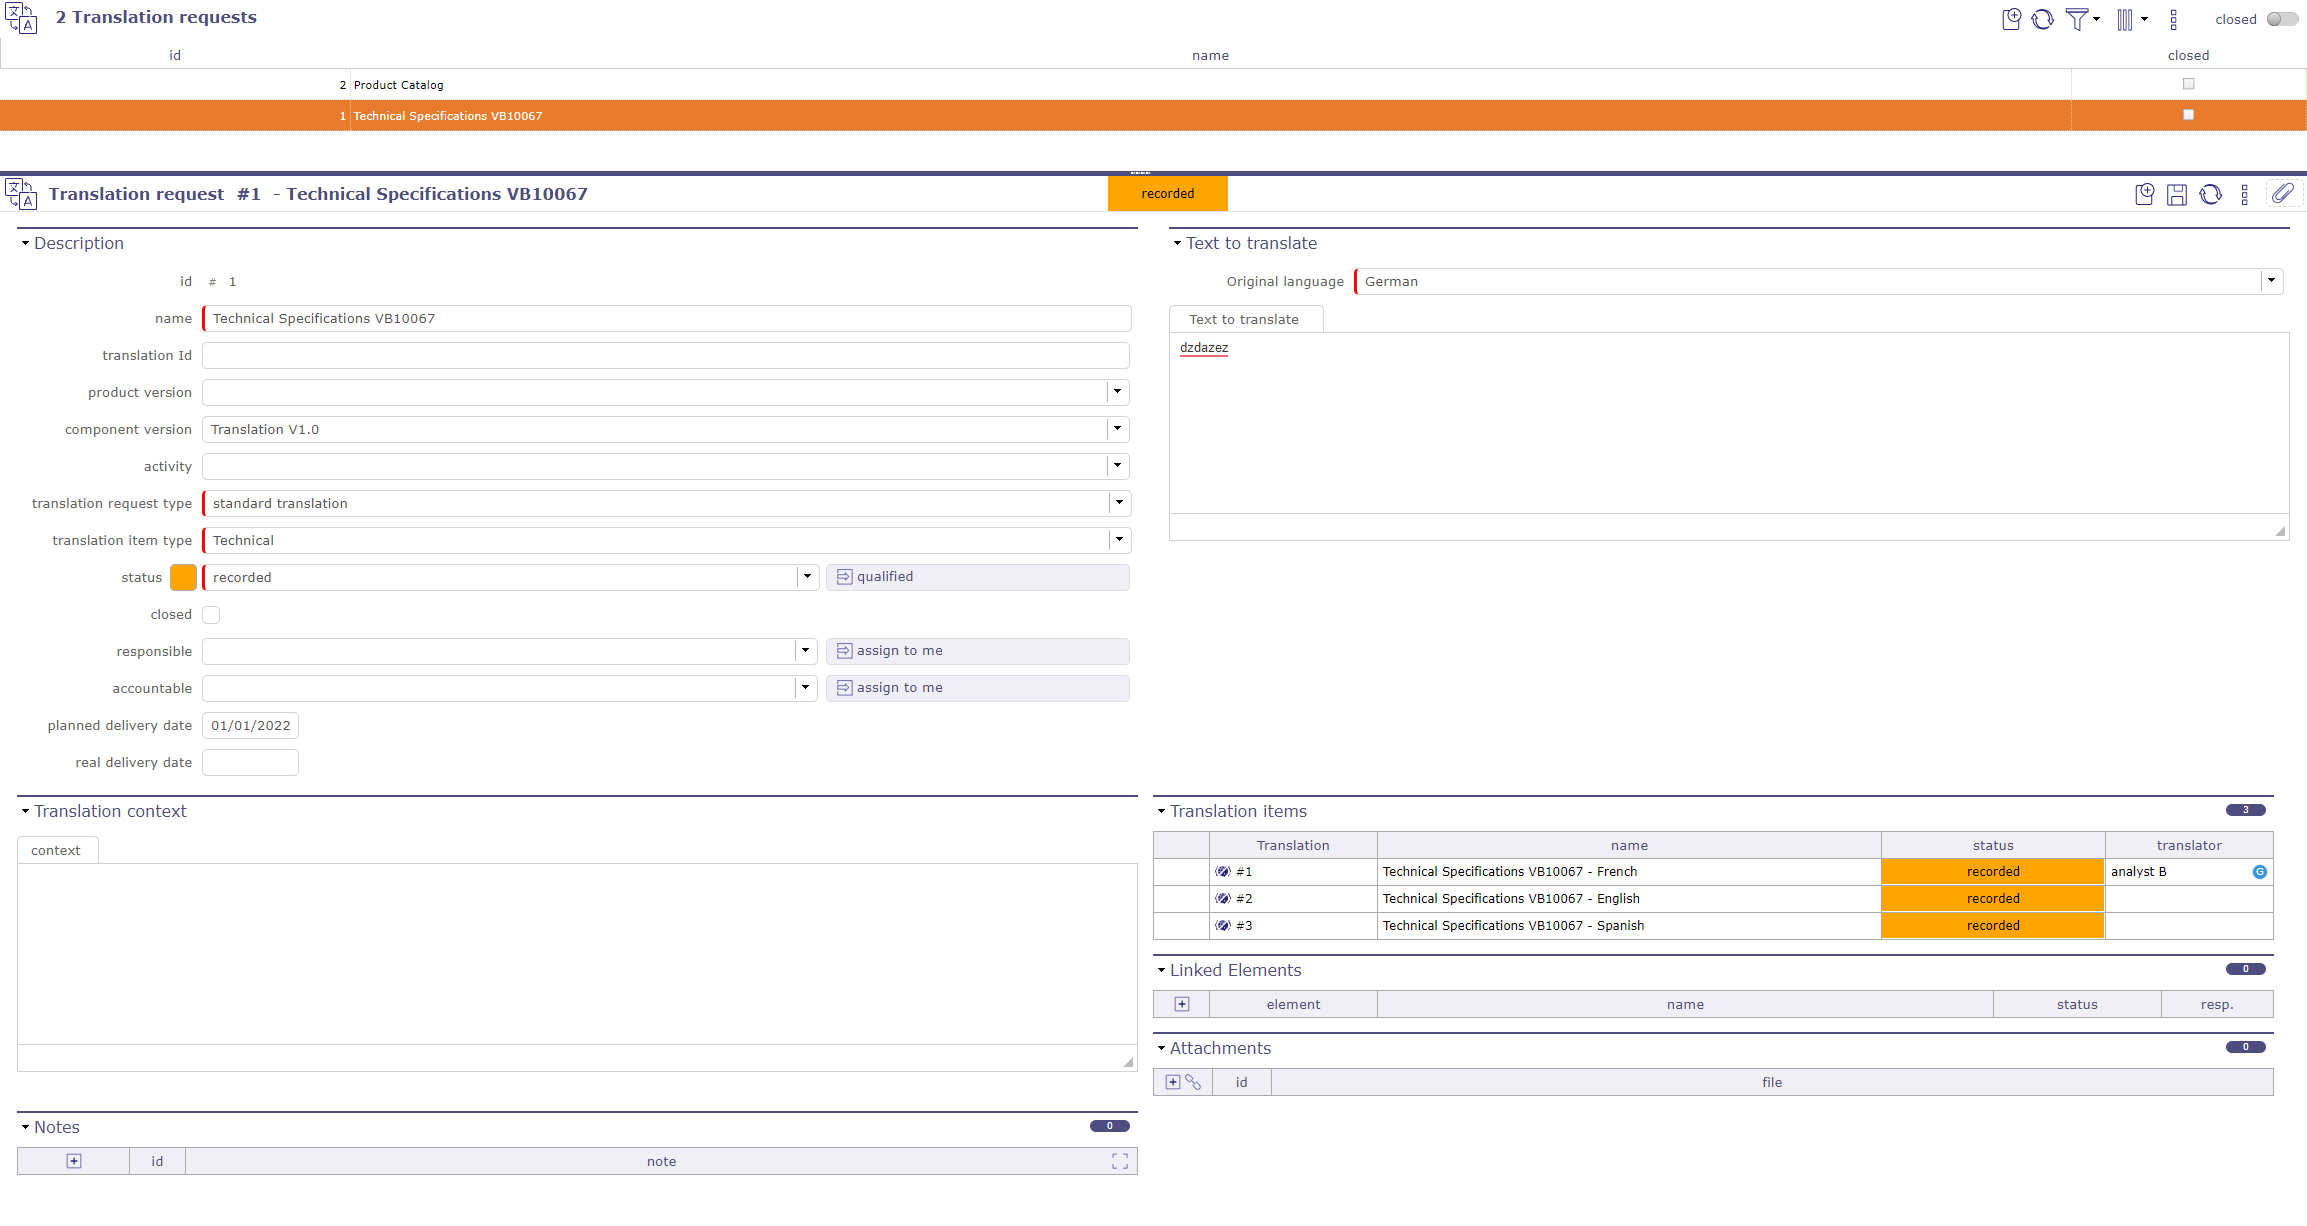 2 Translation requests
closed
id name closed
2 Product Catalog
1 Technical Specifications VB10067
Translation request #1 - Technical Specifications VB10067
recorded
Description
id # 1
name Technical Specifications VB10067
translation Id
product version
component version Translation V1.0
activity
translation request type standard translation
translation item type Technical
status recorded qualified
closed
responsible assign to me
accountable assign to me
planned delivery date 01/01/2022
real delivery date
Text to translate
Original language German
Text to translate
dzdazez
Translation context
context
Translation items 3
Translation name status translator
#1 Technical Specifications VB10067 - French recorded analyst B G
#2 Technical Specifications VB10067 - English recorded
#3 Technical Specifications VB10067 - Spanish recorded
Linked Elements 0
element name status resp.
Attachments 0
id file
Notes 0
id note